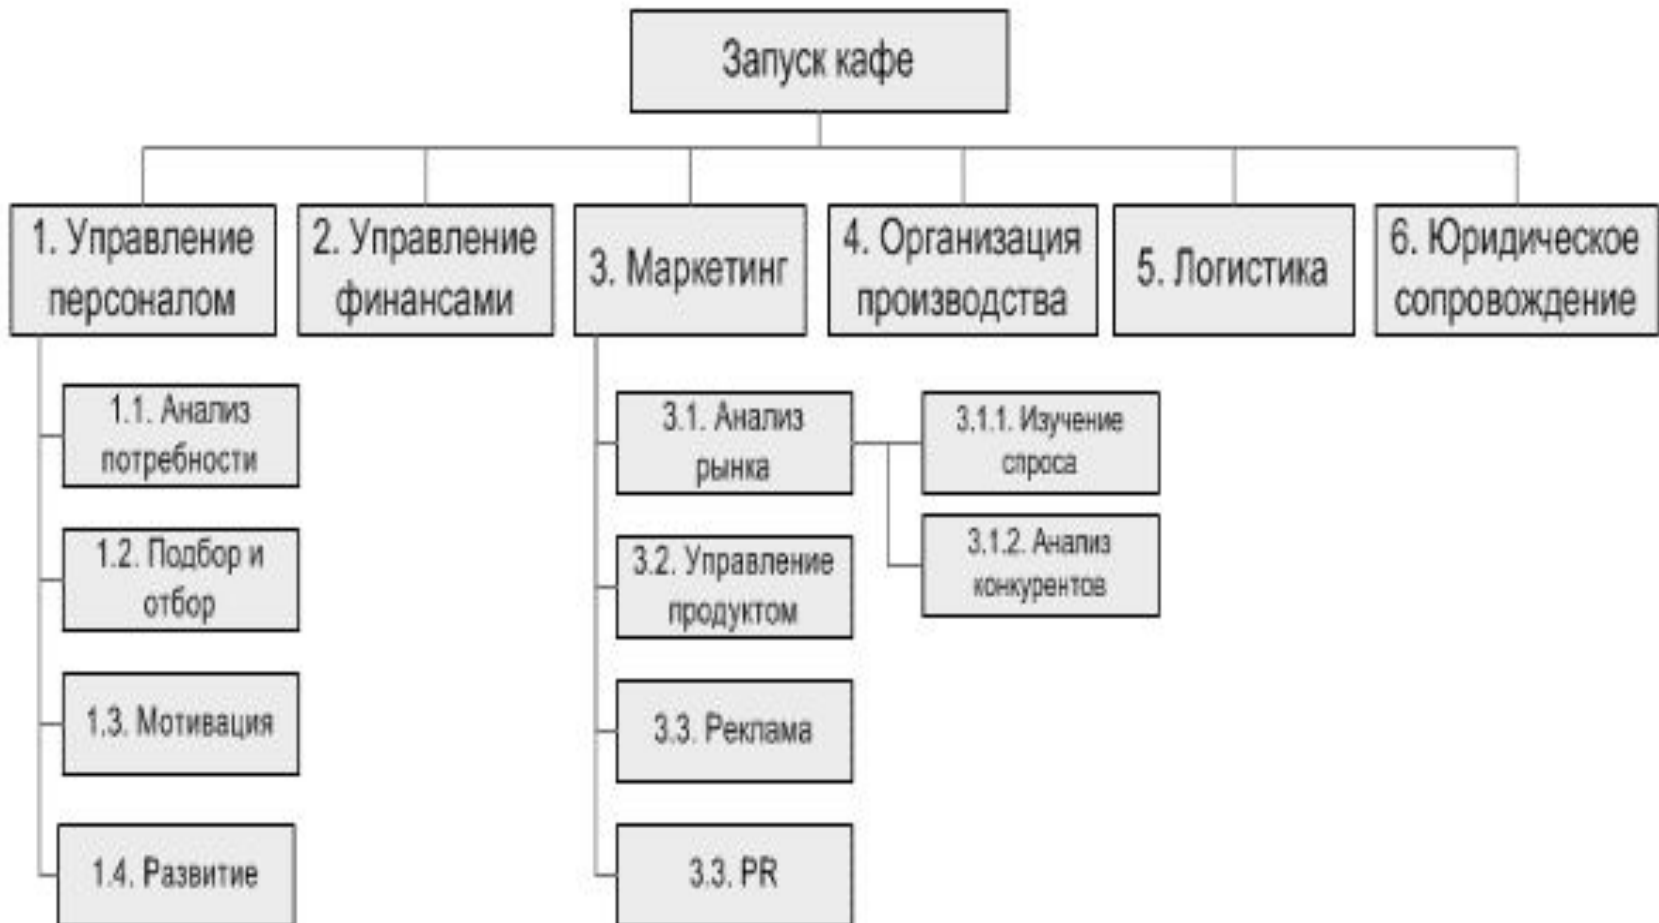 Запуск кафе
1. Управление
персоналом
2. Управление
финансами
3. Маркетинг
4. Организация
производства
5. Логистика
6. Юридическое
сопровождение
1.1. Анализ
потребности
1.2. Подбор и
отбор
1.3. Мотивация
1.4. Развитие
3.1. Анализ
рынка
3.2. Управление
продуктом
3.3. Реклама
3.3. PR
3.1.1. Изучение
спроса
3.1.2. Анализ
конкурентов